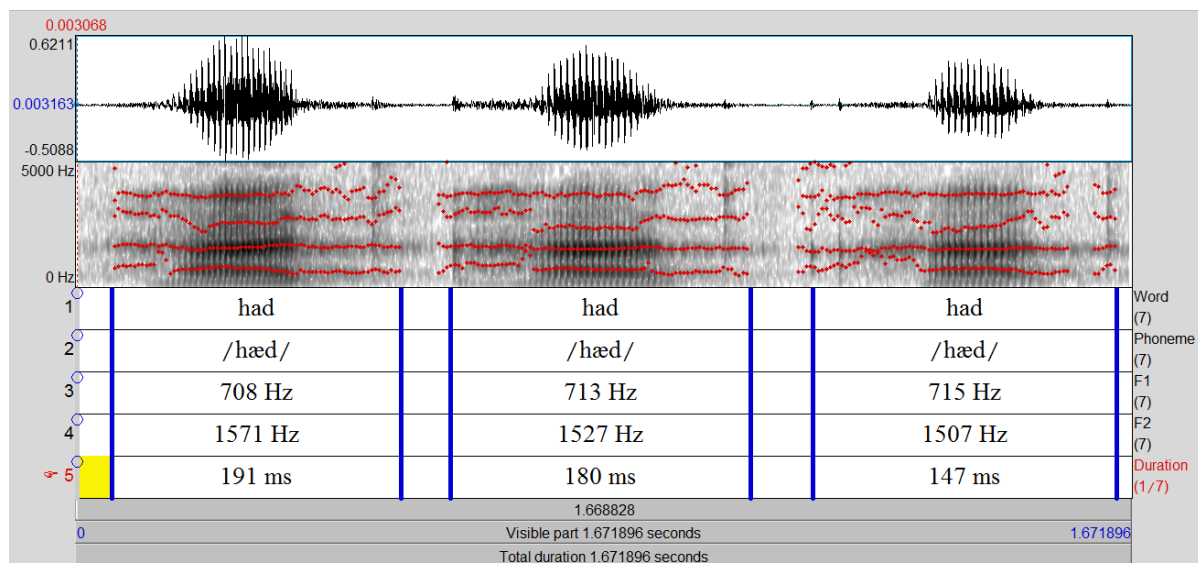 0.003068
0.6211
0.003163
-0.5088
5000 Hz
0 Hz
1 had had had Word (7)
2 /hæd/ /hæd/ /hæd/ Phoneme (7)
3 708 Hz 713 Hz 715 Hz F1 (7)
4 1571 Hz 1527 Hz 1507 Hz F2 (7)
5 191 ms 180 ms 147 ms Duration (1/7)
1.668828
0 Visible part 1.671896 seconds 1.671896
Total duration 1.671896 seconds